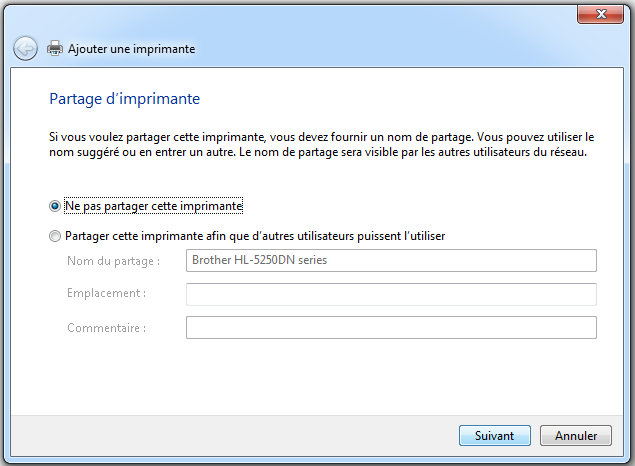 Ajouter une imprimante
Partage d'imprimante
Si vous voulez partager cette imprimante, vous devez fournir un nom de partage. Vous pouvez utiliser le
nom suggéré ou en entrer un autre. Le nom de partage sera visible par les autres utilisateurs du réseau.
Ne pas partager cette imprimante
Partager cette imprimante afin que d'autres utilisateurs puissent l'utiliser
Nom du partage : Brother HL-5250DN series
Emplacement :
Commentaire :
Suivant Annuler